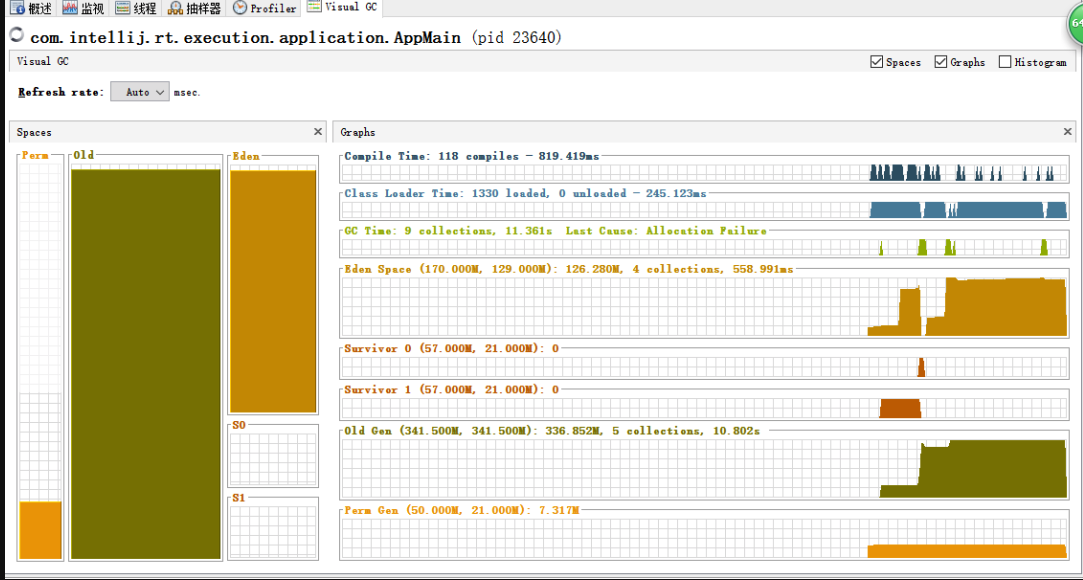 概述 监视 线程 抽样器 Profiler Visual GC
64
com.intellij.rt.execution.application.AppMain (pid 23640)
Visual GC Spaces Graphs Histogram
Refresh rate: Auto msec.
Spaces
Perm Old Eden
S0
S1
Graphs
Compile Time: 118 compiles - 819.419ms
Class Loader Time: 1330 loaded, 0 unloaded - 245.123ms
GC Time: 9 collections, 11.361s Last Cause: Allocation Failure
Eden Space (170.000M, 129.000M): 126.280M, 4 collections, 558.991ms
Survivor 0 (57.000M, 21.000M): 0
Survivor 1 (57.000M, 21.000M): 0
Old Gen (341.500M, 341.500M): 336.852M, 5 collections, 10.802s
Perm Gen (50.000M, 21.000M): 7.317M